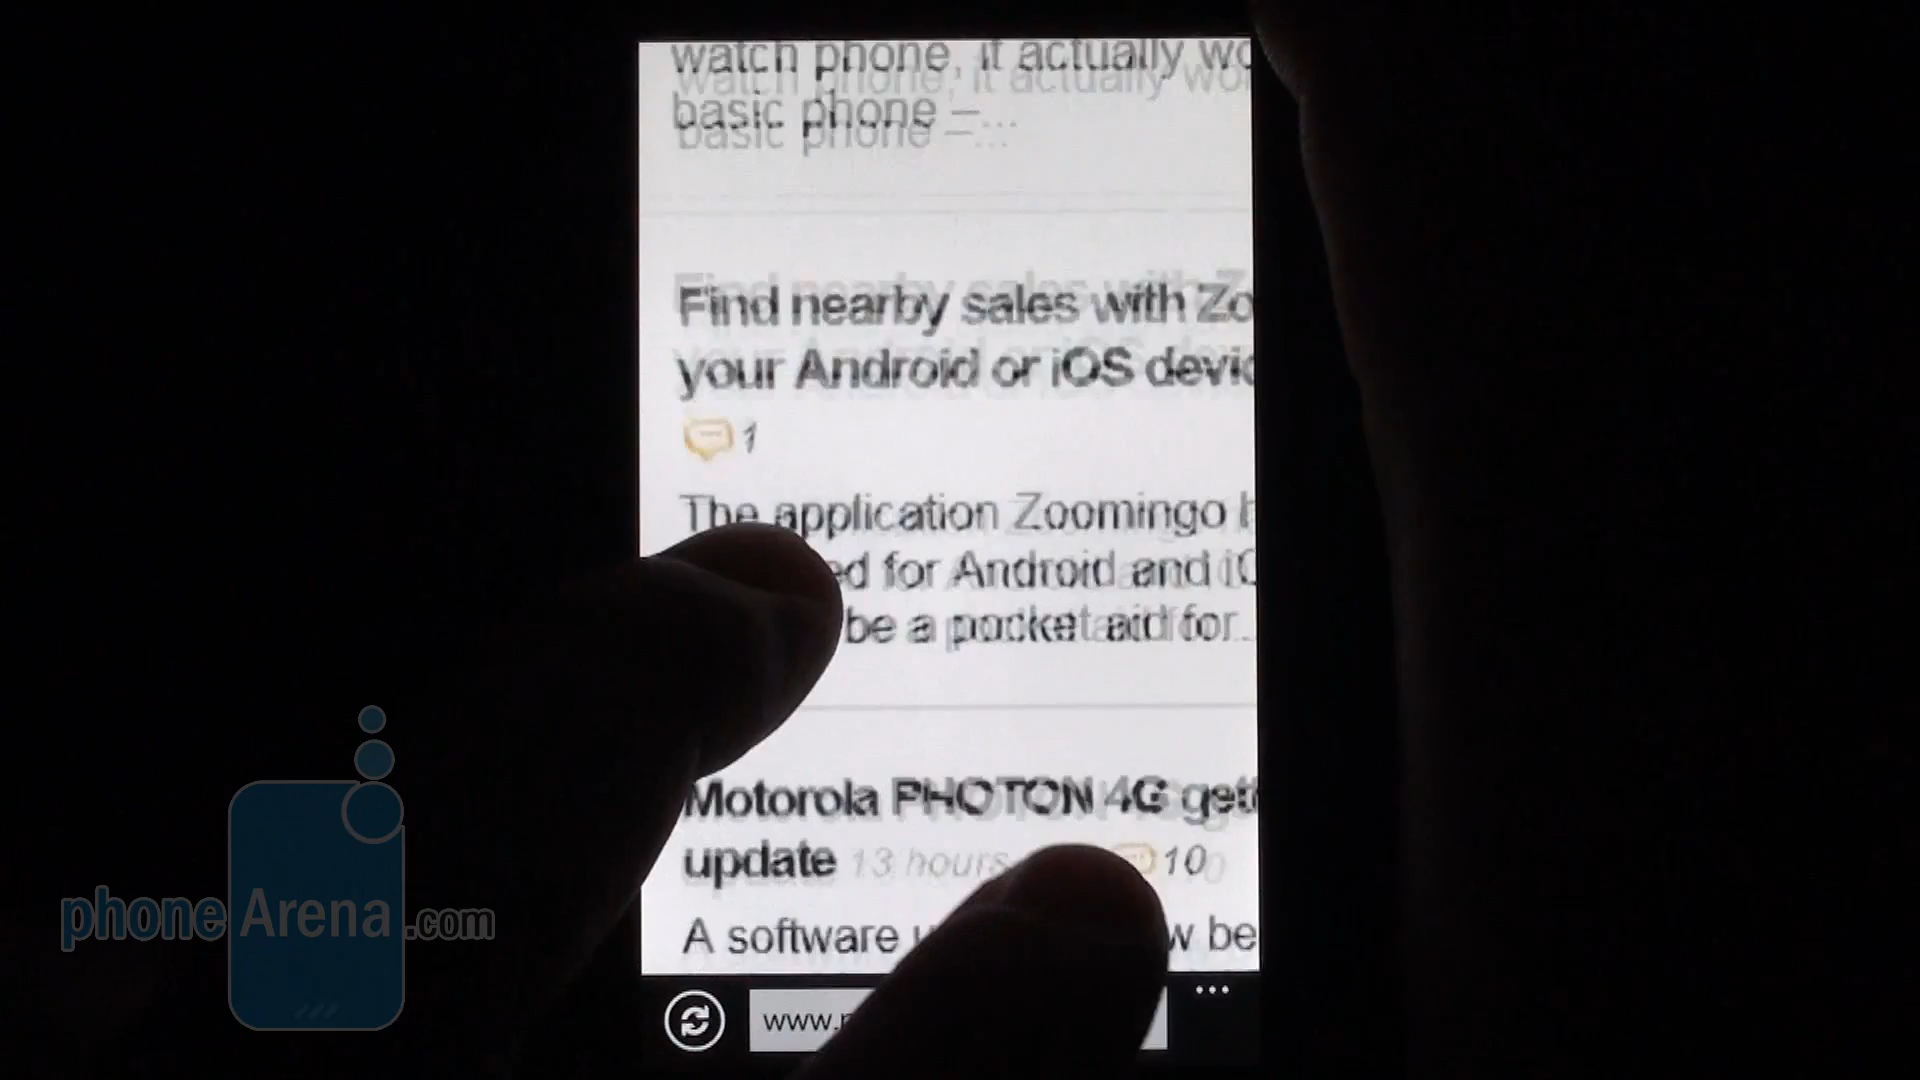 watch phone, it actually wo
basic phone –...
Find nearby sales with Zo
your Android or iOS devic
1
The application Zoomingo
ed for Android and iO
be a pocket aid for...
Motorola PHOTON 4G gett
update 13 hours 10
A software
w be
www.
...
phoneArena.com